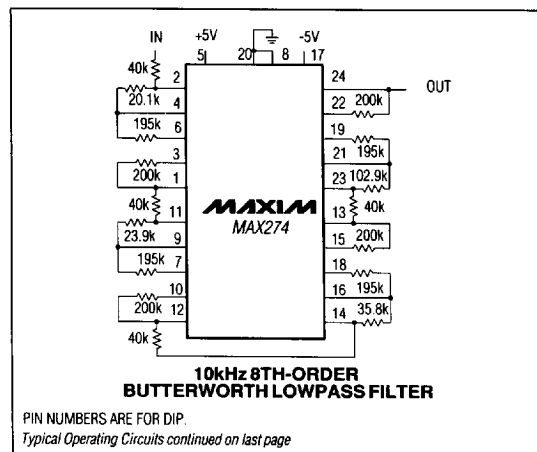 IN +5V -5V
5 20 8 17
40k
2 24 OUT
20.1k 4 22 200k
195k 6 19
3 21 195k
200k 1 23 102.9k
40k 11 13 40k
23.9k 9 15 200k
195k 7 18
10 16 195k
200k 12 14 35.8k
40k
MAXIM
MAX274
10kHz 8TH-ORDER
BUTTERWORTH LOWPASS FILTER
PIN NUMBERS ARE FOR DIP.
Typical Operating Circuits continued on last page